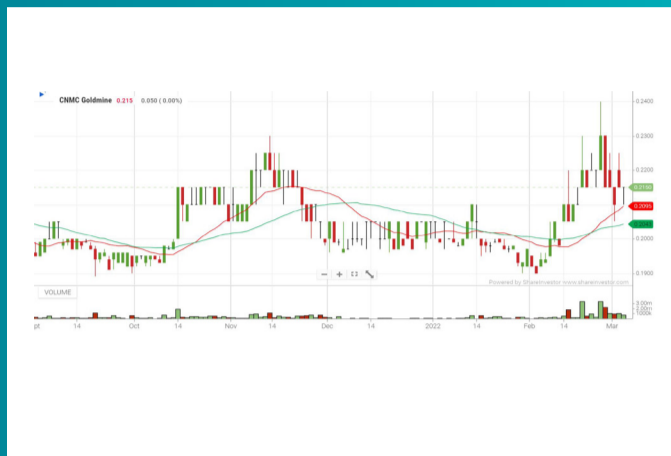 CNMC Goldmine 0.215 0.050 ( 0.00%)
0.2400
0.2300
0.2200
0.2150
0.2095
0.2000
0.1900
Powered by ShareInvestor www.shareinvestor.com
VOLUME
3.00m
1000k
pt 14 Oct 14 Nov 14 Dec 14 2022 14 Feb 14 Mar